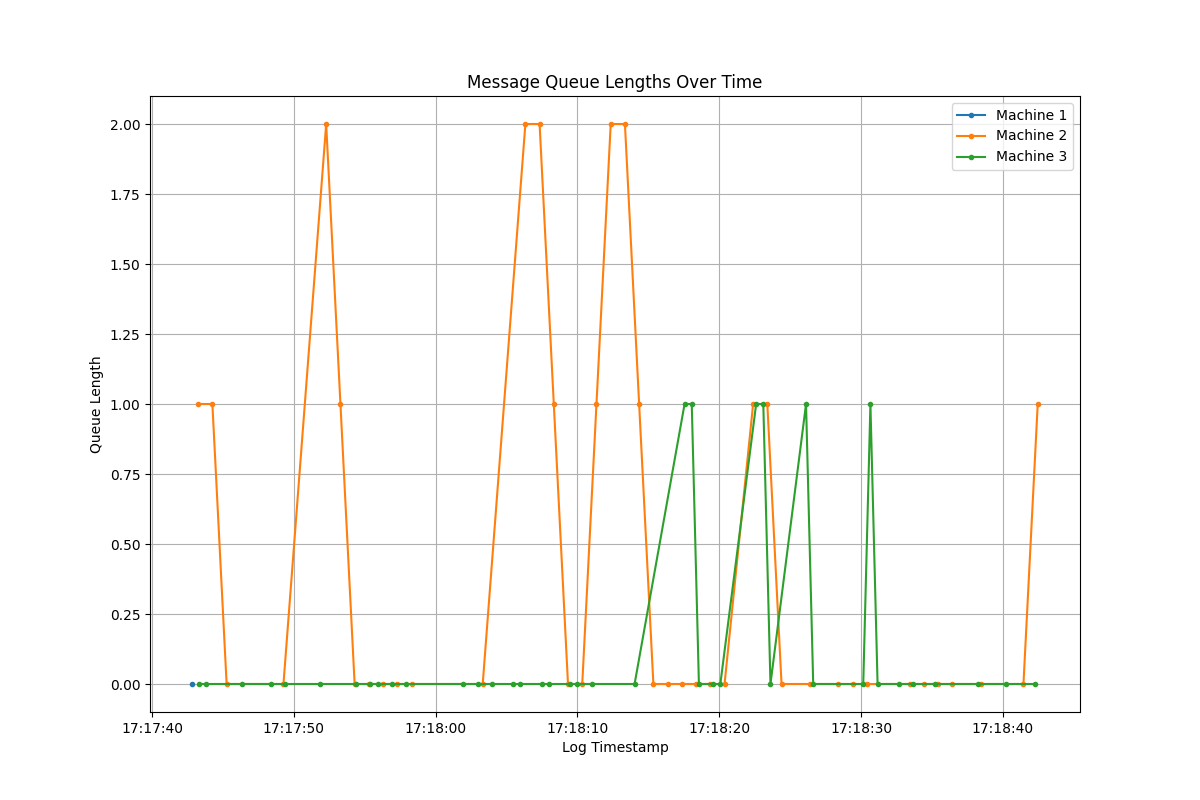 Message Queue Lengths Over Time
Machine 1
Machine 2
Machine 3
2.00
1.75
1.50
1.25
1.00
0.75
0.50
0.25
0.00
Queue Length
17:17:40 17:17:50 17:18:00 17:18:10 17:18:20 17:18:30 17:18:40
Log Timestamp